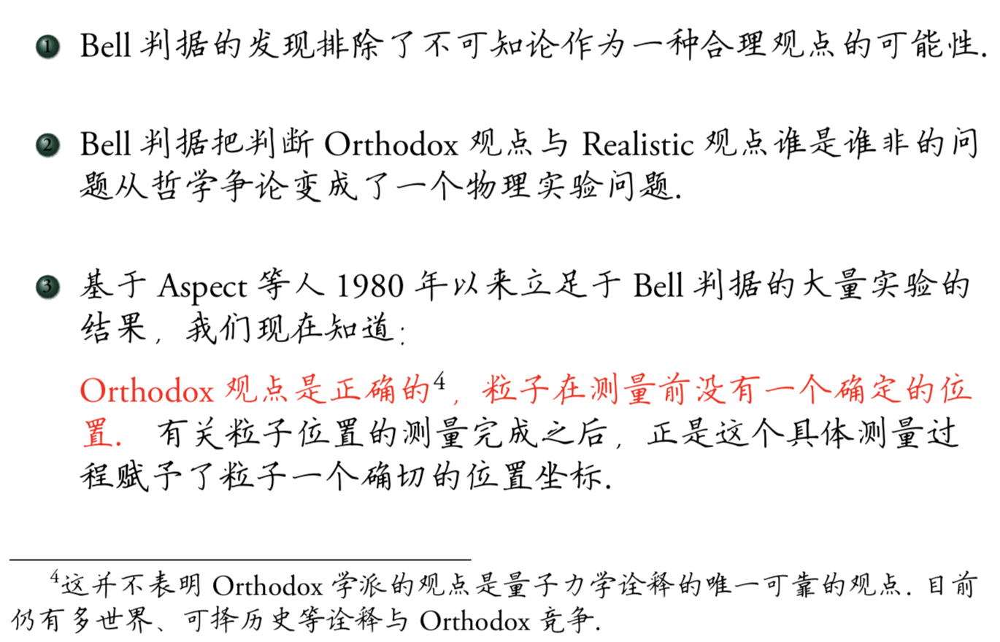 1 Bell 判据的发现排除了不可知论作为一种合理观点的可能性.
2 Bell 判据把判断 Orthodox 观点与 Realistic 观点谁是谁非的问
题从哲学争论变成了一个物理实验问题.
3 基于 Aspect 等人 1980 年以来立足于 Bell 判据的大量实验的
结果，我们现在知道：
Orthodox 观点是正确的4，粒子在测量前没有一个确定的位
置. 有关粒子位置的测量完成之后，正是这个具体测量过
程赋予了粒子一个确切的位置坐标.
4这并不表明 Orthodox 学派的观点是量子力学诠释的唯一可靠的观点. 目前
仍有多世界、可择历史等诠释与 Orthodox 竞争.